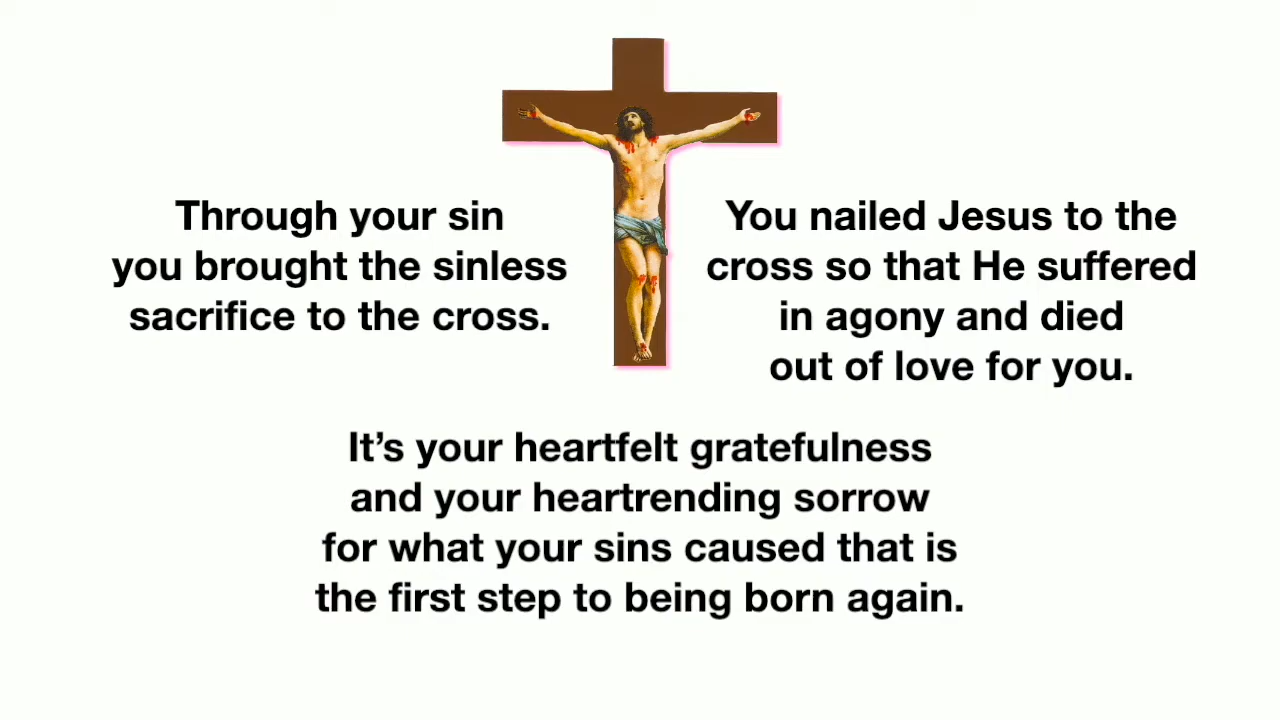 Through your sin
you brought the sinless
sacrifice to the cross.
You nailed Jesus to the
cross so that He suffered
in agony and died
out of love for you.
It’s your heartfelt gratefulness
and your heartrending sorrow
for what your sins caused that is
the first step to being born again.